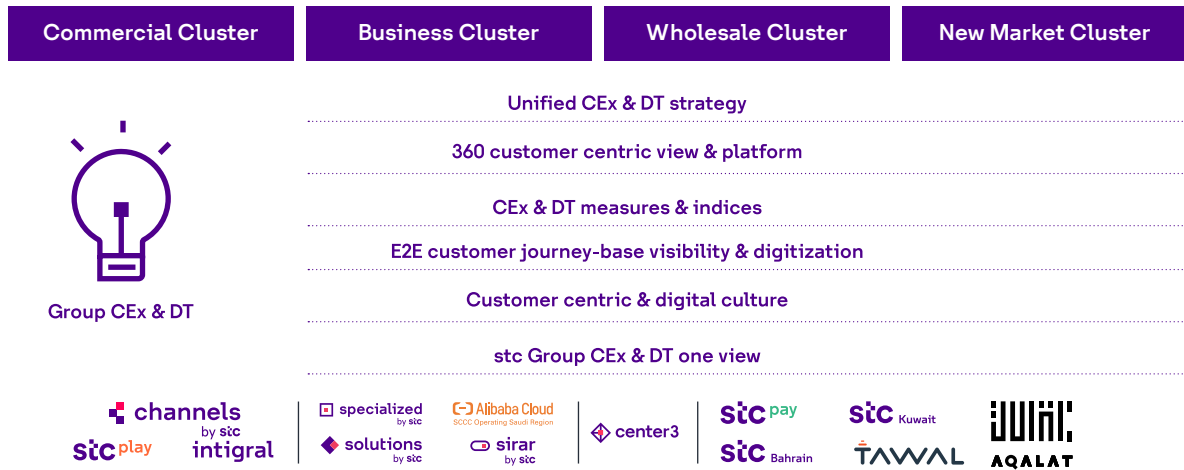 Commercial Cluster
Business Cluster
Wholesale Cluster
New Market Cluster
Unified CEx & DT strategy
360 customer centric view & platform
CEx & DT measures & indices
E2E customer journey-base visibility & digitization
Customer centric & digital culture
stc Group CEx & DT one view
Group CEx & DT
channels
by stc
stc play
intigral
specialized
by stc
solutions
by stc
Alibaba Cloud
SCCC Operating Saudi Region
sirar
by stc
center3
stc pay
stc Bahrain
stc Kuwait
TAWAL
AQALAT